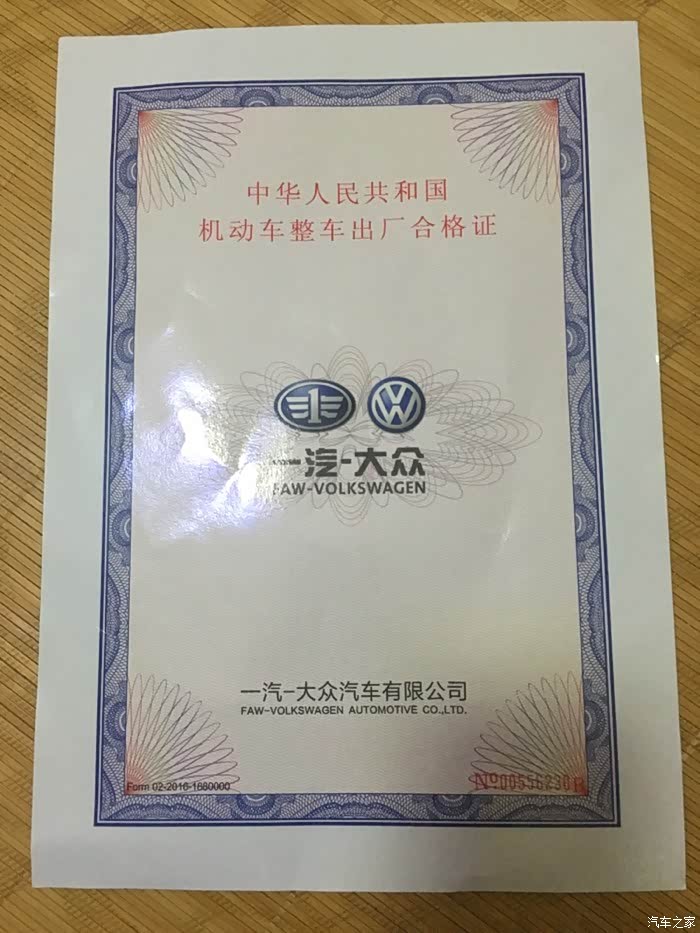 中华人民共和国
机动车整车出厂合格证
一汽-大众
FAW-VOLKSWAGEN
一汽-大众汽车有限公司
FAW-VOLKSWAGEN AUTOMOTIVE CO.,LTD.
Form 02-2016-1660000
汽车之家